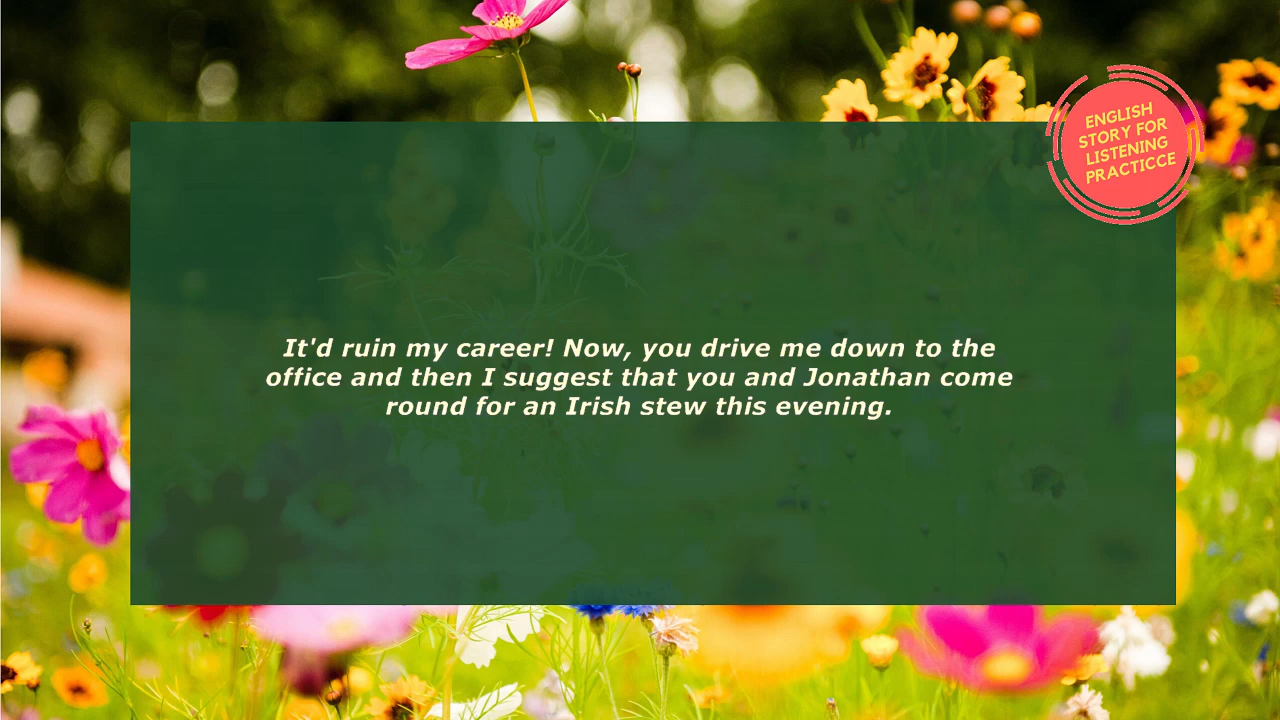 ENGLISH
STORY FOR
LISTENING
PRACTICCE
It'd ruin my career! Now, you drive me down to the
office and then I suggest that you and Jonathan come
round for an Irish stew this evening.